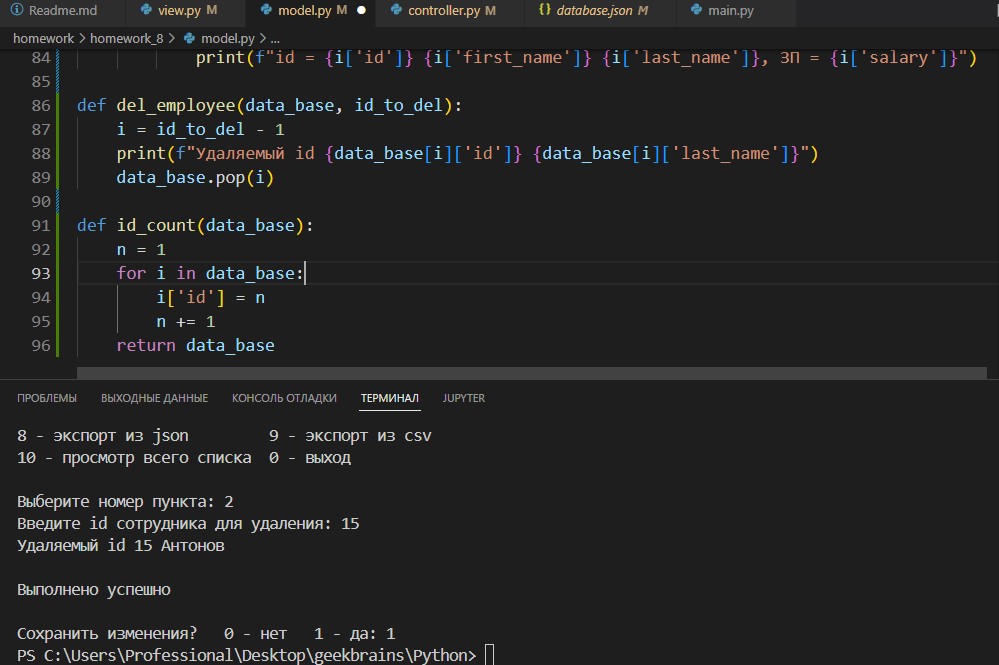 Readme.md view.py M model.py M ● controller.py M {} database.json M main.py
homework > homework_8 > model.py > ...
84 print(f"id = {i['id']} {i['first_name']} {i['last_name']}, ЗП = {i['salary']}")
85
86 def del_employee(data_base, id_to_del):
87 i = id_to_del - 1
88 print(f"Удаляемый id {data_base[i]['id']} {data_base[i]['last_name']}")
89 data_base.pop(i)
90
91 def id_count(data_base):
92 n = 1
93 for i in data_base:
94 i['id'] = n
95 n += 1
96 return data_base
ПРОБЛЕМЫ ВЫХОДНЫЕ ДАННЫЕ КОНСОЛЬ ОТЛАДКИ ТЕРМИНАЛ JUPYTER
8 - экспорт из json 9 - экспорт из csv
10 - просмотр всего списка 0 - выход
Выберите номер пункта: 2
Введите id сотрудника для удаления: 15
Удаляемый id 15 Антонов
Выполнено успешно
Сохранить изменения? 0 - нет 1 - да: 1
PS C:\Users\Professional\Desktop\geekbrains\Python>